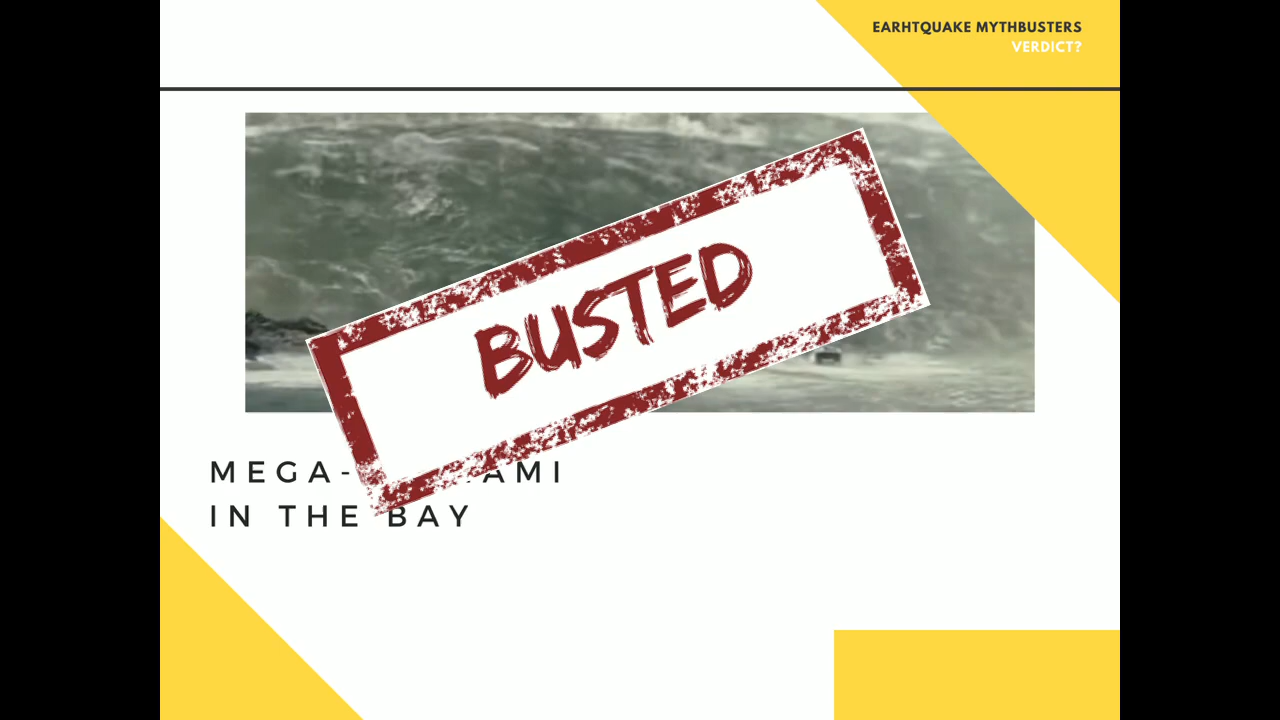 EARHTQUAKE MYTHBUSTERS
VERDICT?
BUSTED
MEGA- AMI
IN THE BAY